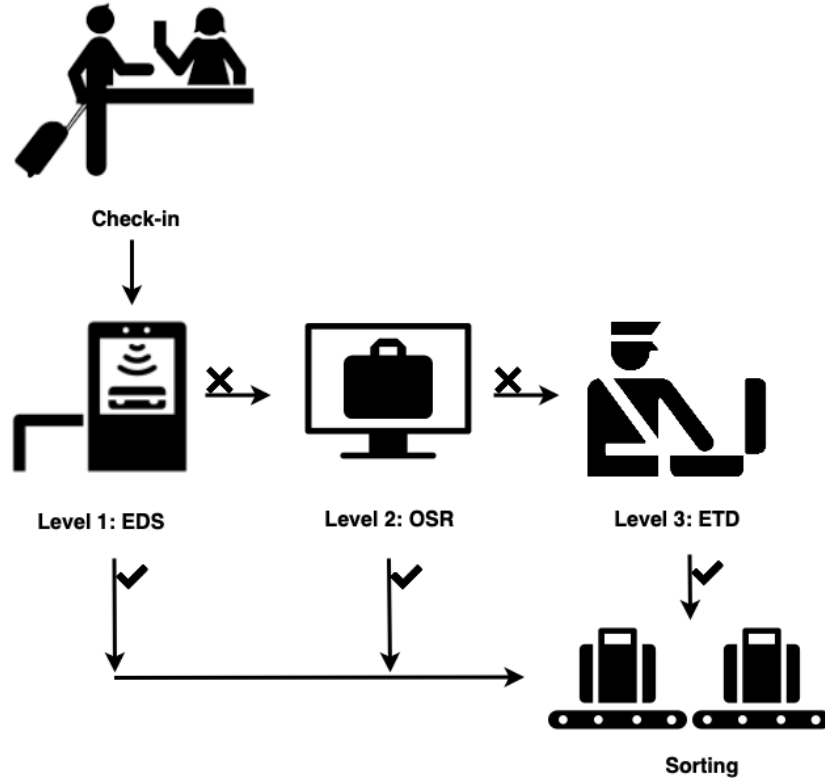 Check-in
Level 1: EDS
Level 2: OSR
Level 3: ETD
Sorting